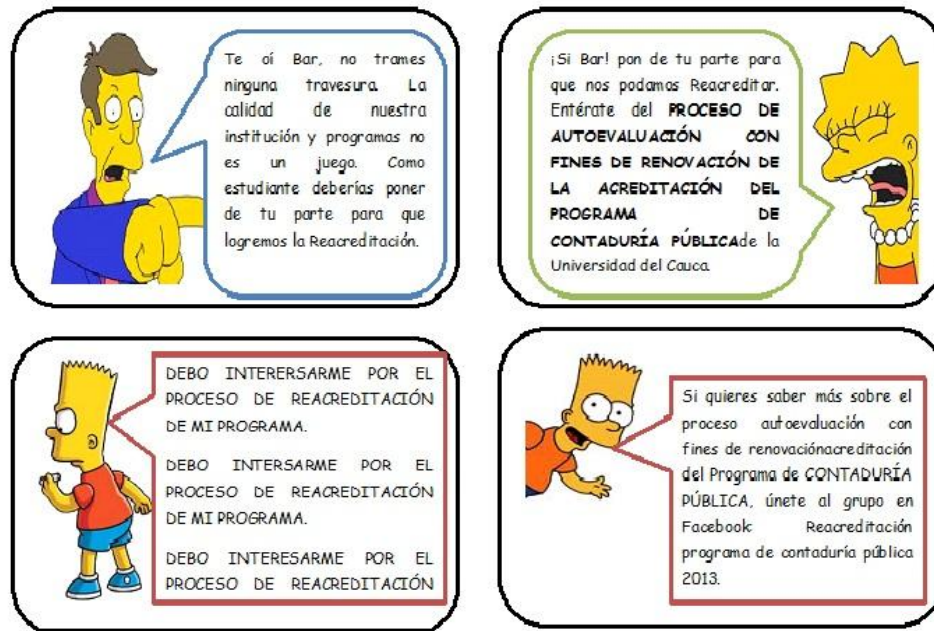 Te oí Bar, no trames
ninguna travesura. La
calidad de nuestra
institución y programas no
es un juego. Como
estudiante deberías poner
de tu parte para que
logremos la Reacreditación.
¡Si Bar! pon de tu parte para
que nos podamos Reacreditar.
Entérate del PROCESO DE
AUTOEVALUACIÓN CON
FINES DE RENOVACIÓN DE
LA ACREDITACIÓN DEL
PROGRAMA DE
CONTADURÍA PÚBLICAde la
Universidad del Cauca.
DEBO INTERERSARME POR EL
PROCESO DE REACREDITACIÓN
DE MI PROGRAMA.
DEBO INTERSARME POR EL
PROCESO DE REACREDITACIÓN
DE MI PROGRAMA.
DEBO INTERESARME POR EL
PROCESO DE REACREDITACIÓN
Si quieres saber más sobre el
proceso autoevaluación con
fines de renovaciónacreditación
del Programa de CONTADURÍA
PÚBLICA, únete al grupo en
Facebook Reacreditación
programa de contaduría pública
2013.